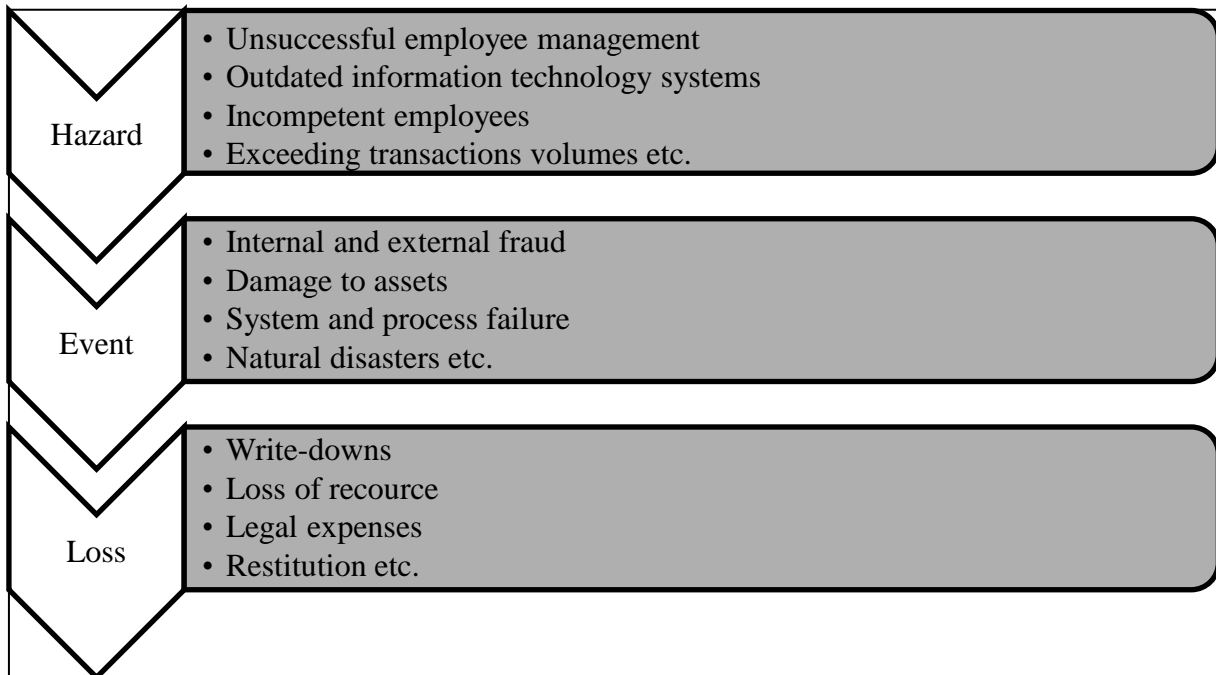 Hazard
• Unsuccessful employee management
• Outdated information technology systems
• Incompetent employees
• Exceeding transactions volumes etc.
Event
• Internal and external fraud
• Damage to assets
• System and process failure
• Natural disasters etc.
Loss
• Write-downs
• Loss of recource
• Legal expenses
• Restitution etc.